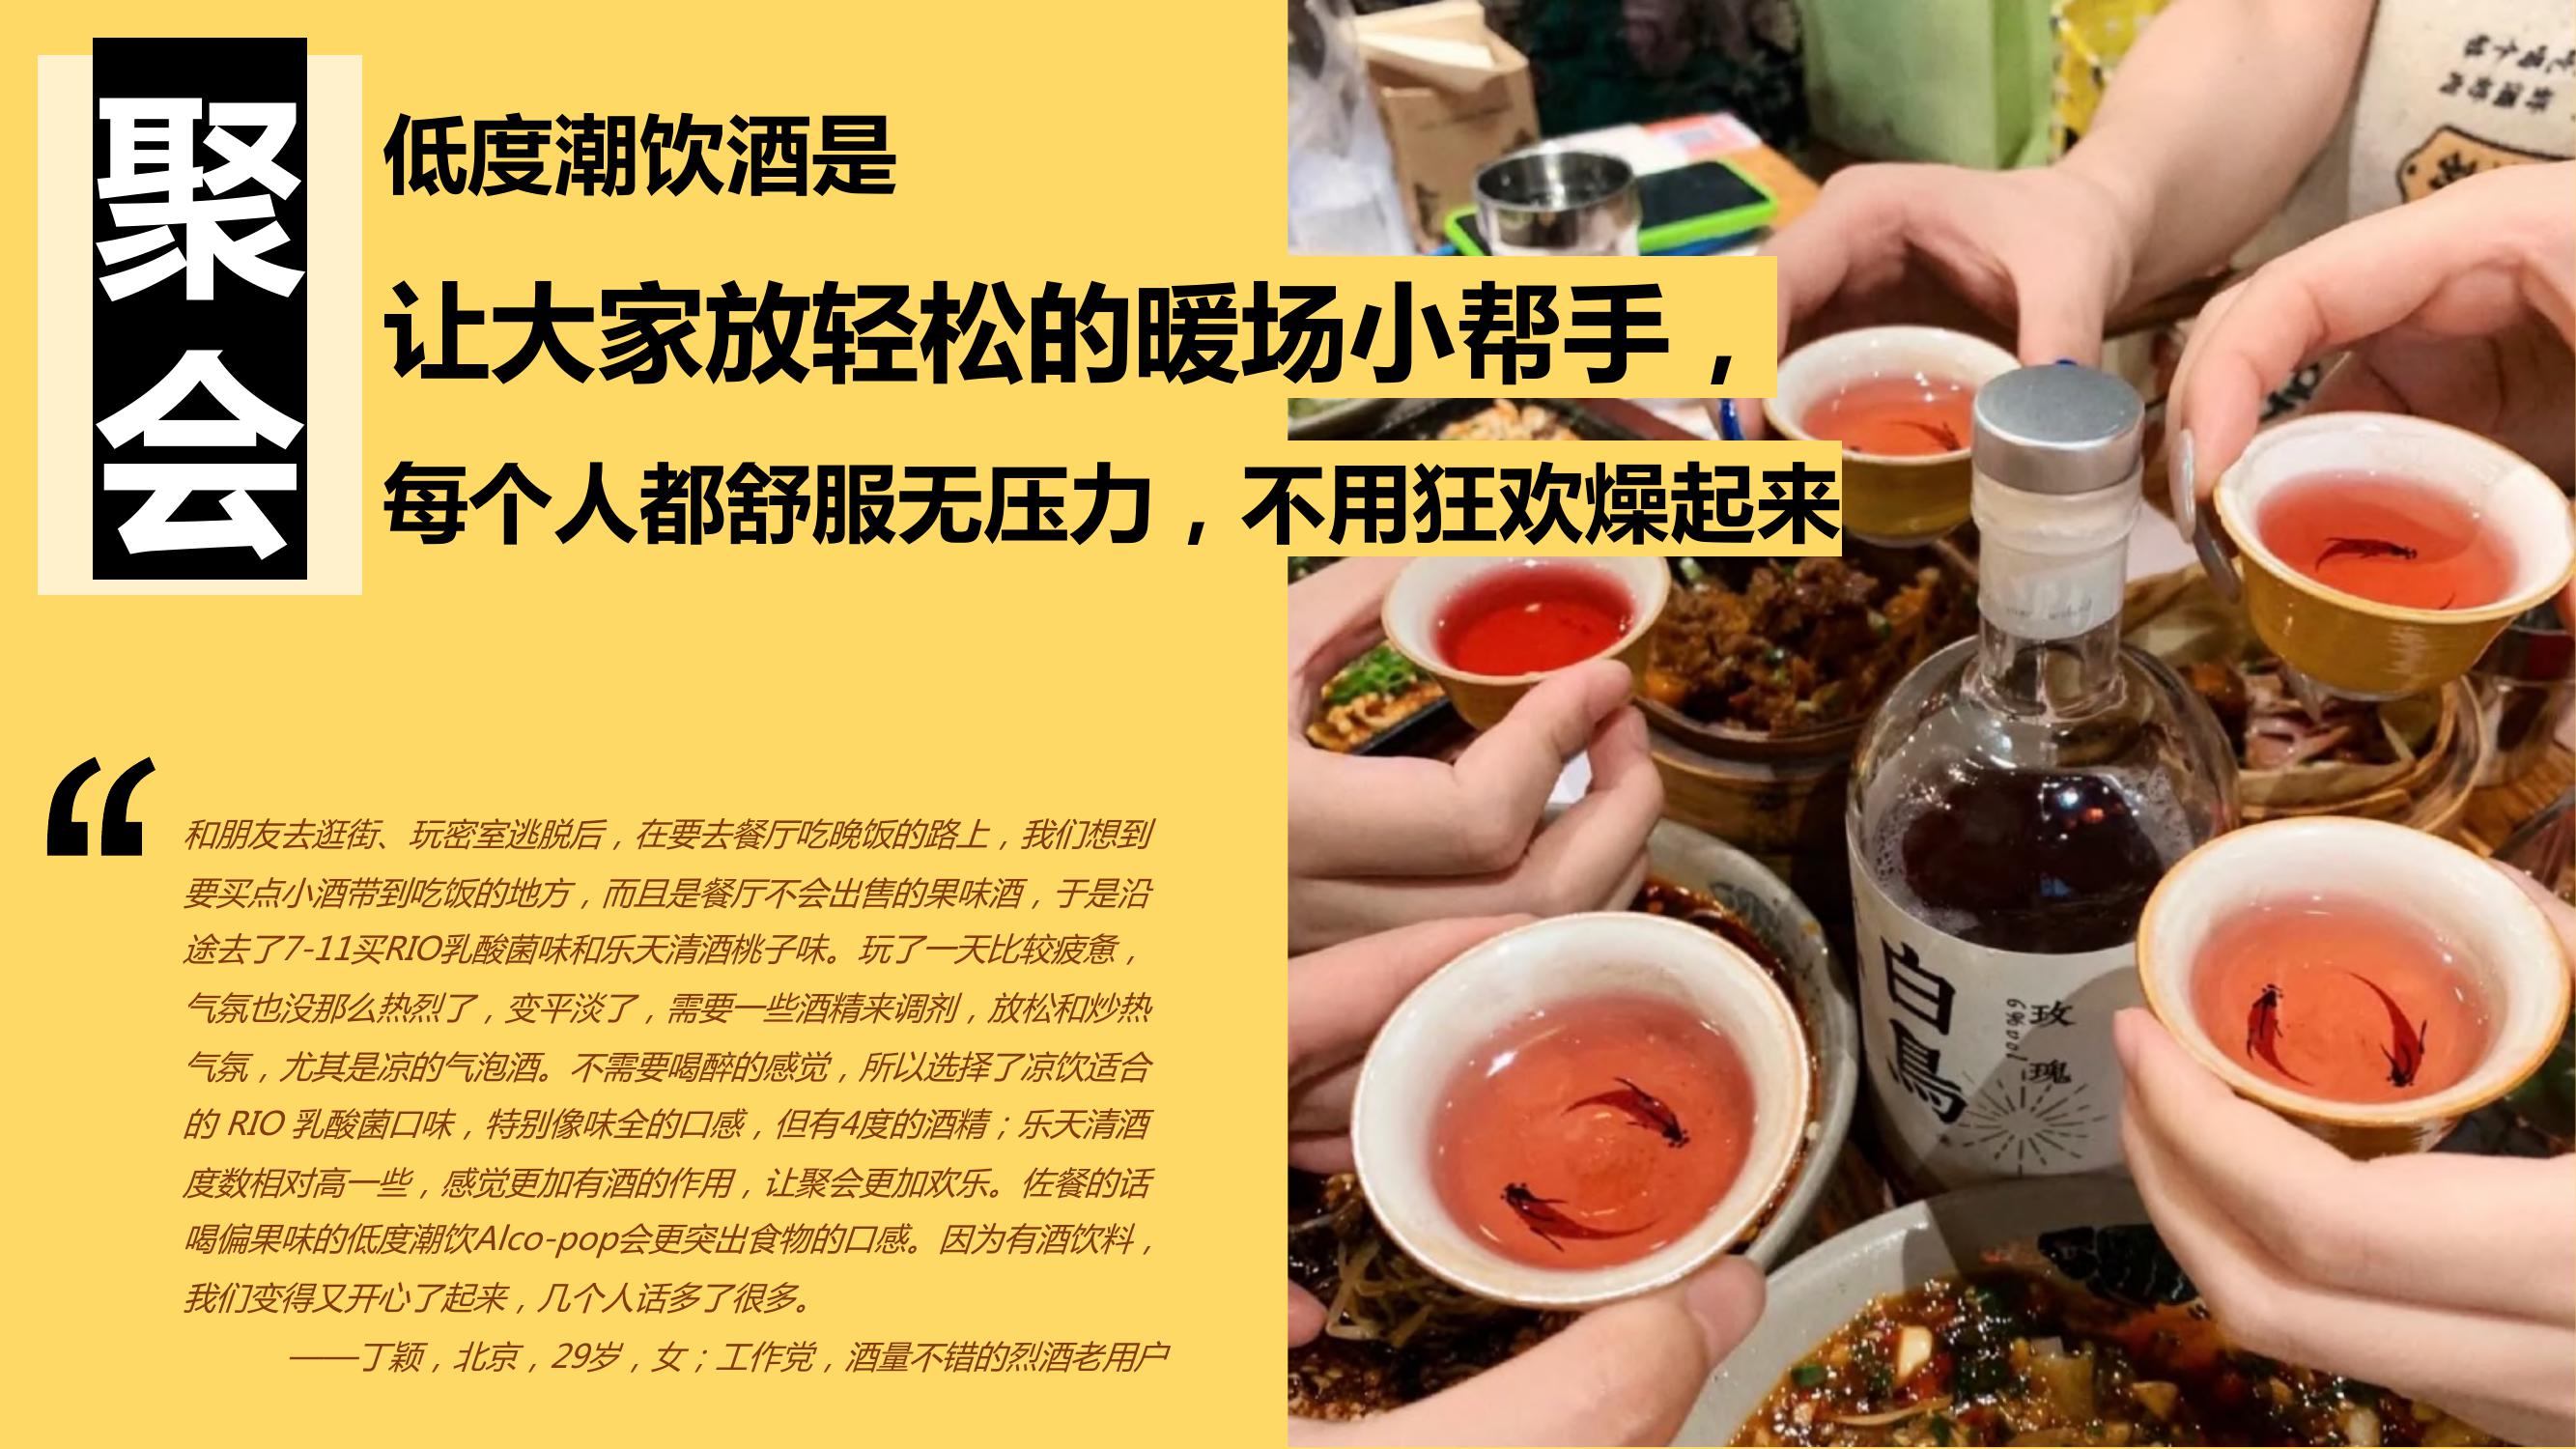 聚会
低度潮饮酒是
让大家放轻松的暖场小帮手，
每个人都舒服无压力，不用狂欢燥起来
“
和朋友去逛街、玩密室逃脱后，在要去餐厅吃晚饭的路上，我们想到
要买点小酒带到吃饭的地方，而且是餐厅不会出售的果味酒，于是沿
途去了7-11买RIO乳酸菌味和乐天清酒桃子味。玩了一天比较疲惫，
气氛也没那么热烈了，变平淡了，需要一些酒精来调剂，放松和炒热
气氛，尤其是凉的气泡酒。不需要喝醉的感觉，所以选择了凉饮适合
的 RIO 乳酸菌口味，特别像味全的口感，但有4度的酒精；乐天清酒
度数相对高一些，感觉更加有酒的作用，让聚会更加欢乐。佐餐的话
喝偏果味的低度潮饮Alco-pop会更突出食物的口感。因为有酒饮料，
我们变得又开心了起来，几个人话多了很多。
——丁颖，北京，29岁，女；工作党，酒量不错的烈酒老用户
白鳥
玫瑰